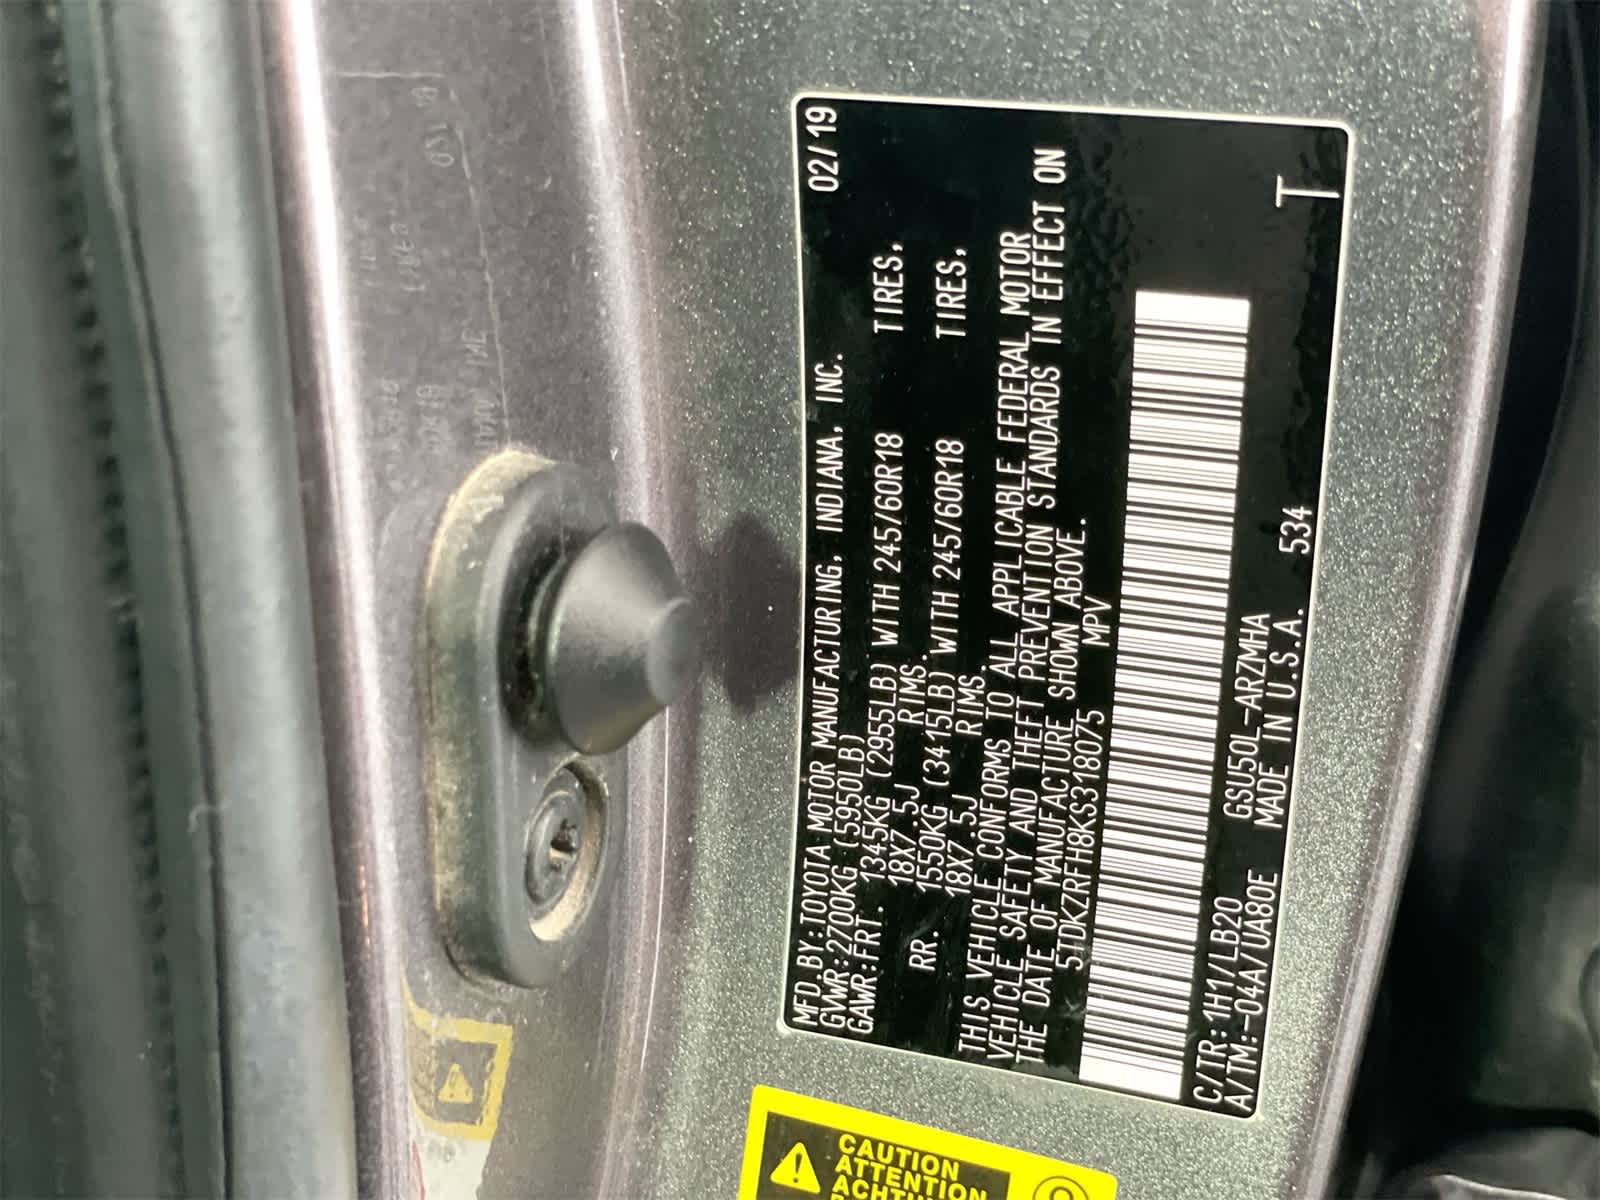 MFD.BY:TOYOTA MOTOR MANUFACTURING, INDIANA, INC. 02/19
GVWR:2700KG (5950LB)
GAWR:FRT. 1345KG (2955LB) WITH 245/60R18 TIRES,
18X7.5J RIMS.
RR. 1550KG (3415LB) WITH 245/60R18 TIRES,
18X7.5J RIMS.
THIS VEHICLE CONFORMS TO ALL APPLICABLE FEDERAL MOTOR
VEHICLE SAFETY AND THEFT PREVENTION STANDARDS IN EFFECT ON
THE DATE OF MANUFACTURE SHOWN ABOVE.
5TDKZRFH8KS318075 MPV
C/TR:1H1/LB20 GSU50L-ARZMHA
A/TM:-04A/UA80E MADE IN U.S.A. 534
T
CAUTION
ATTENTION